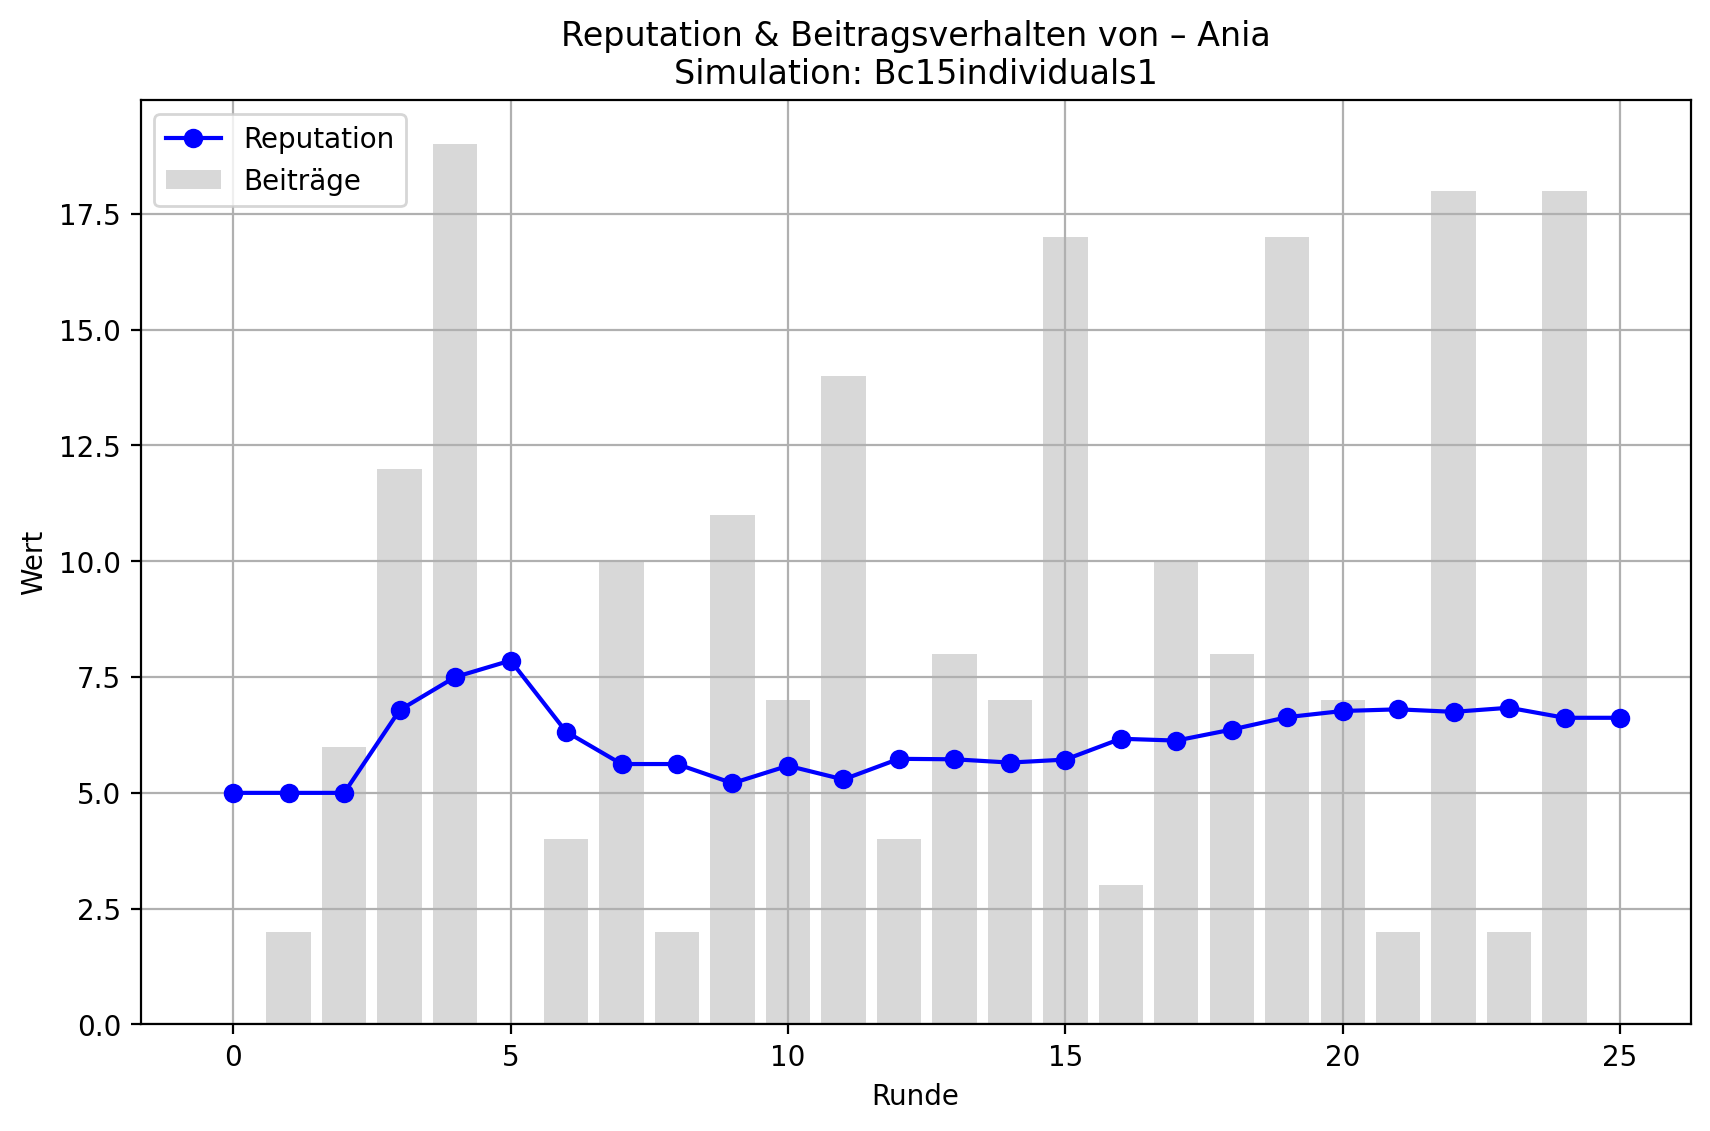 Reputation & Beitragsverhalten von – Ania
Simulation: Bc15individuals1
Reputation
Beiträge
17.5
15.0
12.5
10.0
7.5
5.0
2.5
0.0
Wert
0 5 10 15 20 25
Runde